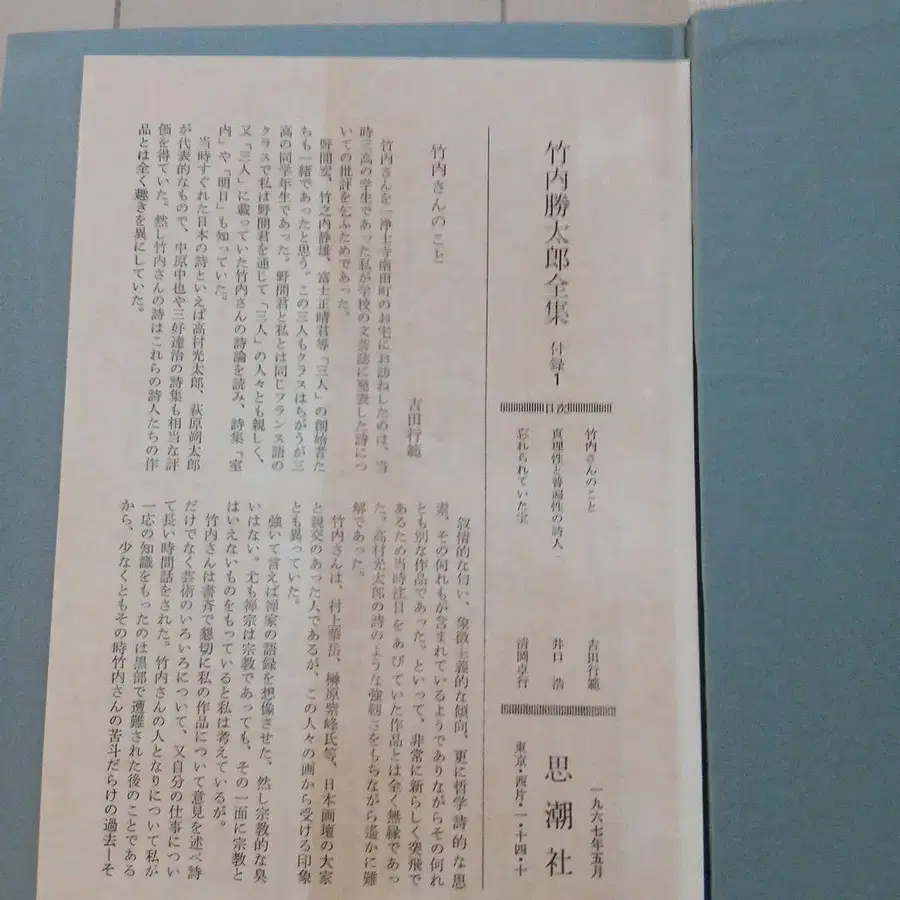 竹内勝太郎全集 付録1
目次
竹内さんのこと 吉田行範
真理性と普遍性の詩人 井口 浩
忘れられていた宝 清岡卓行
一九六七年五月
思潮社
東京・西片・一・十四・十
竹内さんのこと
吉田行範
竹内さんを、浄土寺南田町のお宅にお訪ねしたのは、当
時三高の学生であった私が学校の文芸誌に発表した詩につ
いての批評を乞ふためであった。
野間宏、竹之内静雄、富士正晴君等「三人」の創始者た
ちも一緒であったと思う。この三人もクラスはちがうが三
高の同学年生であった。野間君と私とは同じフランス語の
クラスで私は野間君を通じて「三人」の人々とも親しく、
又「三人」に載っていた竹内さんの詩論を読み、詩集「室
内」や「明日」も知っていた。
当時すぐれた日本の詩といえば高村光太郎、萩原朔太郎
が代表的なもので、中原中也や三好達治の詩集も相当な評
価を得ていた。然し竹内さんの詩はこれらの詩人たちの作
品とは全く趣きを異にしていた。
叙情的な匂い、象徴主義的な傾向、更に哲学詩的な思
索、その何れもが含まれているようでありながらその何れ
とも別な作品であった。といって、非常に新らしく突飛で
あるため当時注目をあびていた作品とは全く無縁であっ
た。高村光太郎の詩のような強靱さをもちながら遙かに難
解であった。
竹内さんは、村上華岳、榊原紫峰氏等、日本画壇の大家
と親交のあった人であるが、この人々の画から受ける印象
とも異っていた。
強いて言えば禅家の語録を想像させた。然し宗教的な臭
いはない。尤も禅宗は宗教であっても、その一面に宗教と
はいえないものをもっていると私は考えているが。
竹内さんは書斉で懇切に私の作品について意見を述べ詩
だけでなく芸術のいろいろについて、又自分の仕事につい
て長い時間話をされた。竹内さんの人となりについて私が
一応の知識をもったのは黒部で遭難された後のことである
から、少なくともその時竹内さんの苦斗だらけの過去―そ